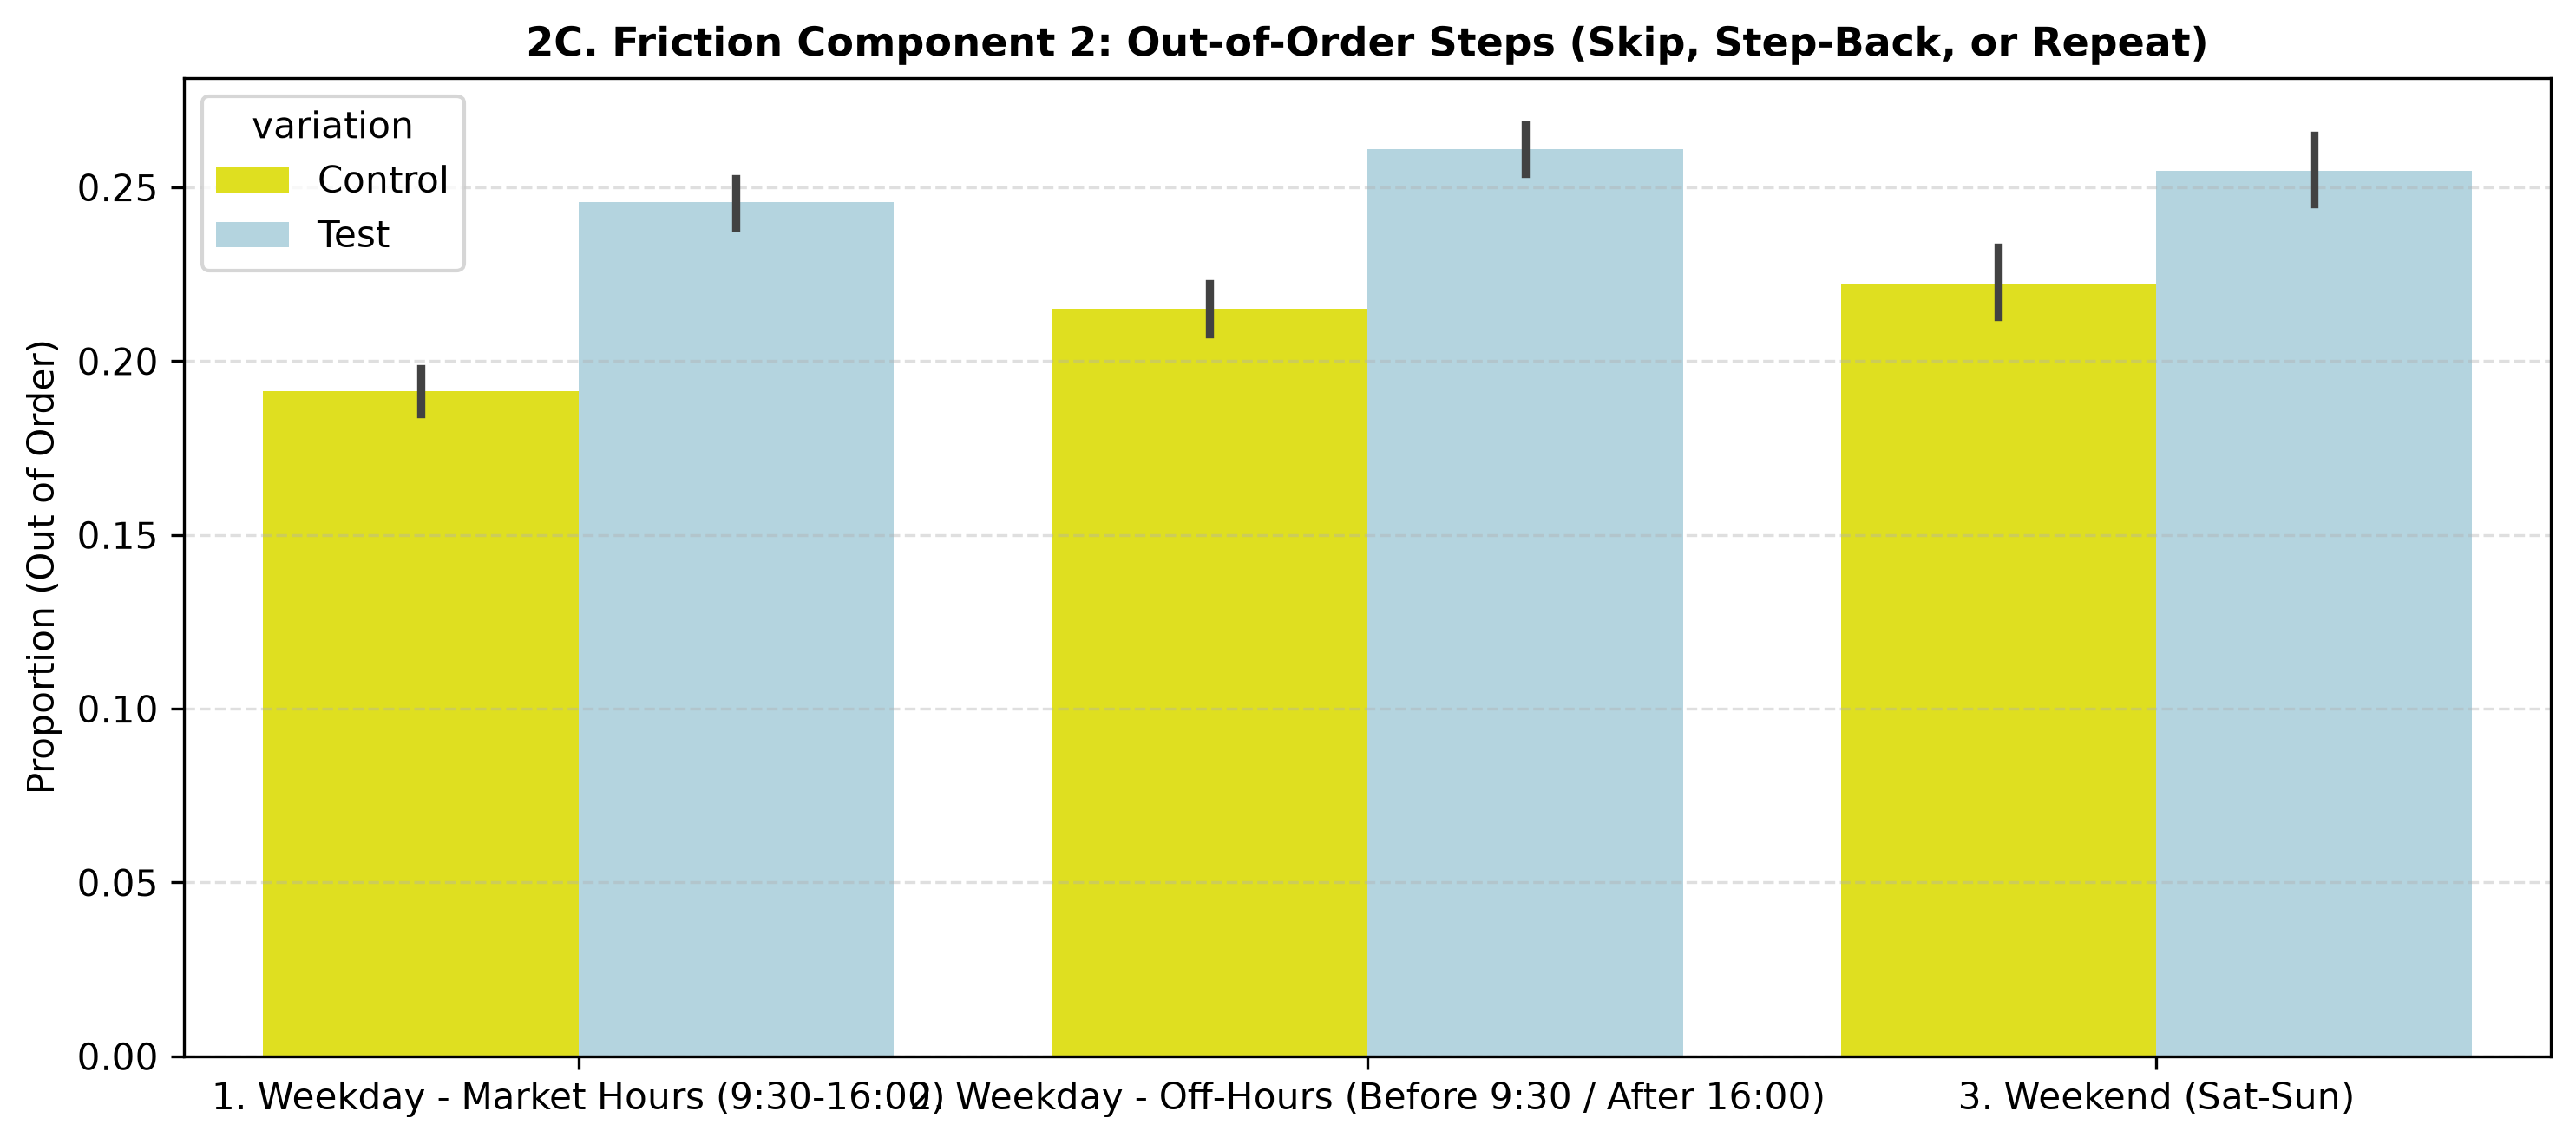 2C. Friction Component 2: Out-of-Order Steps (Skip, Step-Back, or Repeat)
variation
Control
Test
Proportion (Out of Order)
0.25
0.20
0.15
0.10
0.05
0.00
1. Weekday - Market Hours (9:30-16:00)
2. Weekday - Off-Hours (Before 9:30 / After 16:00)
3. Weekend (Sat-Sun)